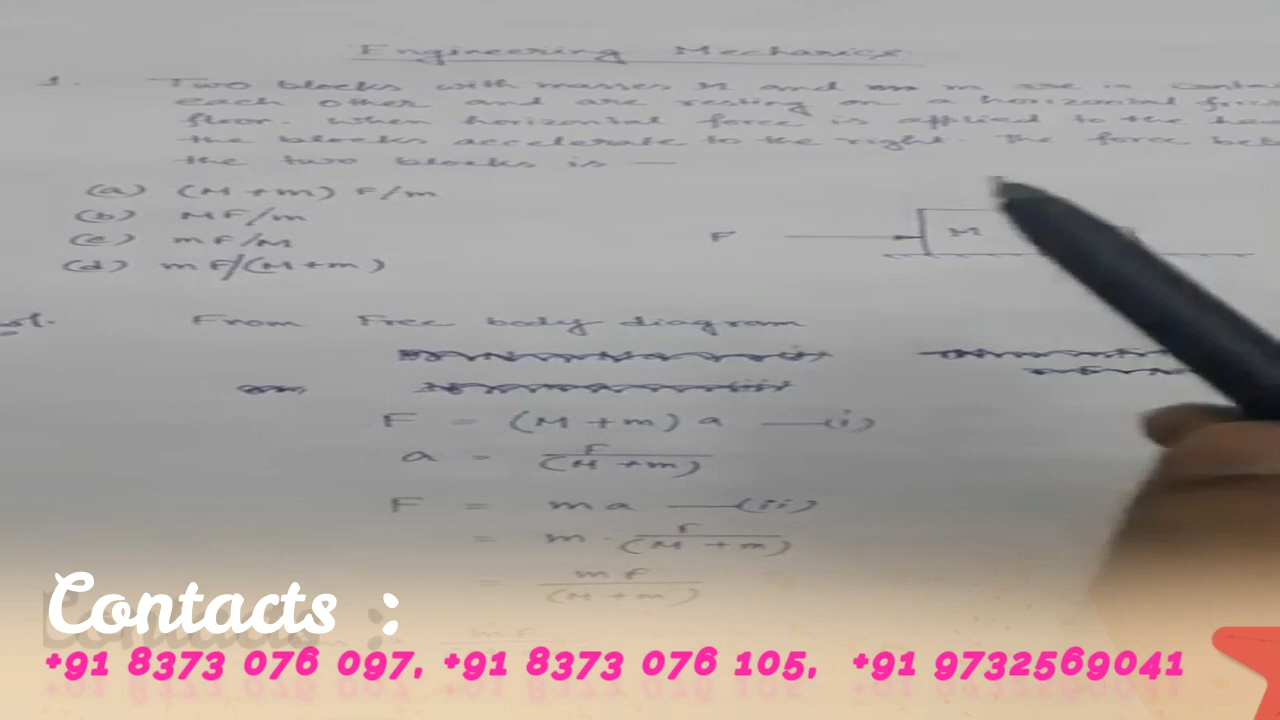 Engineering Mechanics
1. Two blocks with masses M and m are in
each other and are resting on a horizontal
floor. When horizontal force is applied to the
the blocks accelerate to the right. The force
the two blocks is —
(a) (M+m) F/m
(b) MF/m
(c) mF/M
(d) mF/(M+m)
F M
From Free body diagram
F = (M+m) a —(i)
a = F/(M+m)
F = ma —(ii)
= m · F/(M+m)
= mF/(M+m)
Contacts :
+91 8373 076 097, +91 8373 076 105, +91 9732569041